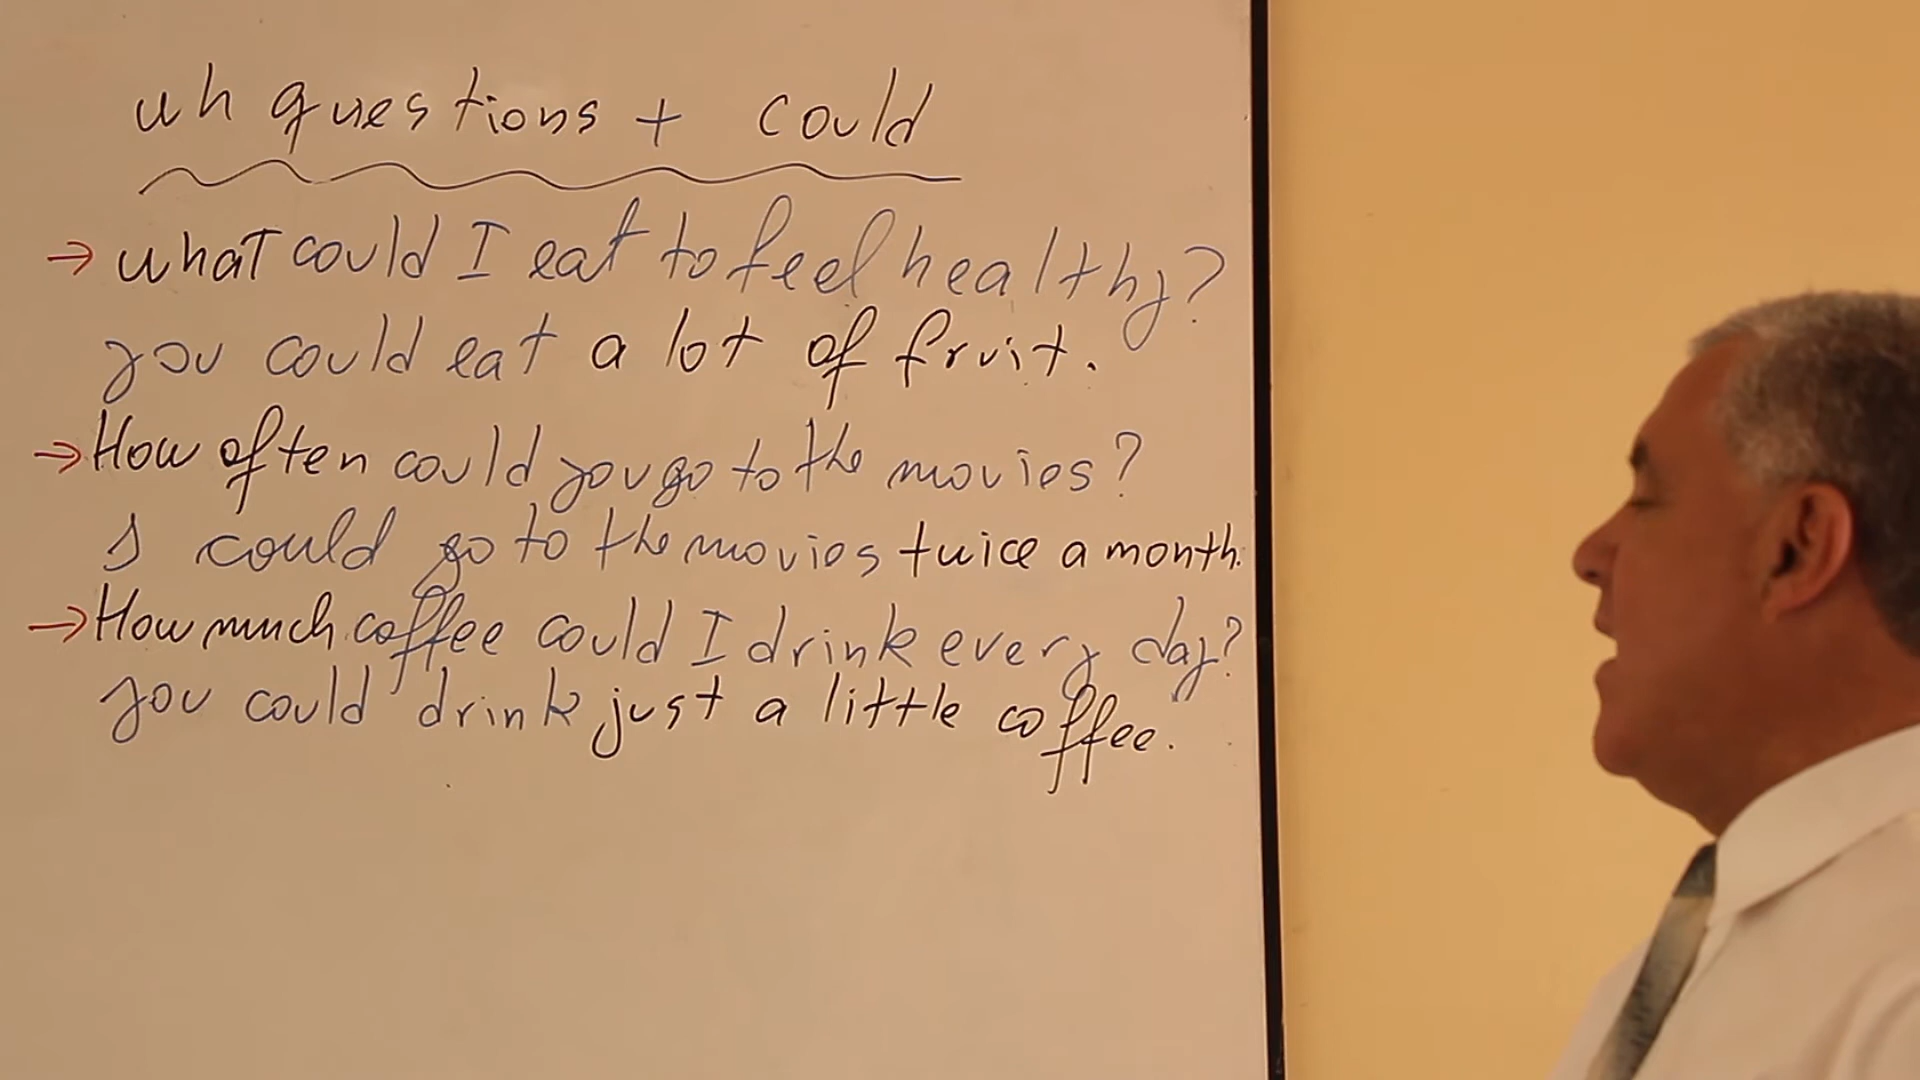 wh questions + could
→ what could I eat to feel healthy?
you could eat a lot of fruit.
→ How often could you go to the movies?
I could go to the movies twice a month.
→ How much coffee could I drink every day?
you could drink just a little coffee.